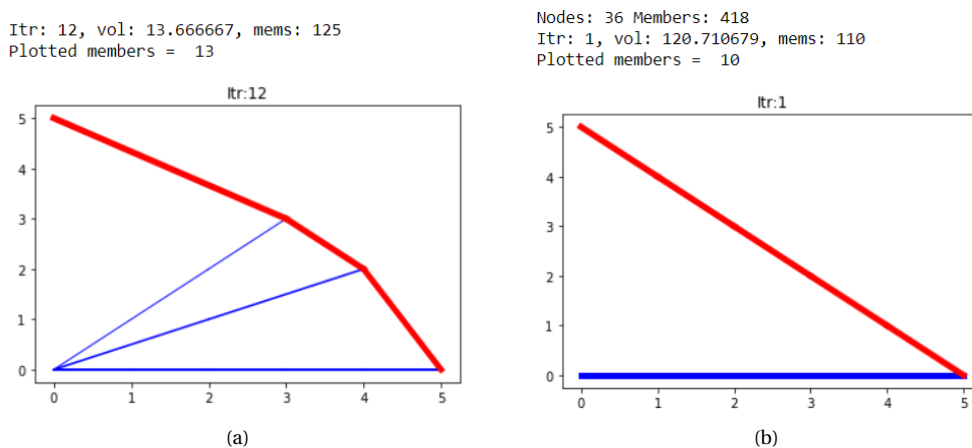 Itr: 12, vol: 13.666667, mems: 125
Plotted members =  13
Itr:12
5
4
3
2
1
0
0 1 2 3 4 5
(a)
Nodes: 36 Members: 418
Itr: 1, vol: 120.710679, mems: 110
Plotted members =  10
Itr:1
5
4
3
2
1
0
0 1 2 3 4 5
(b)